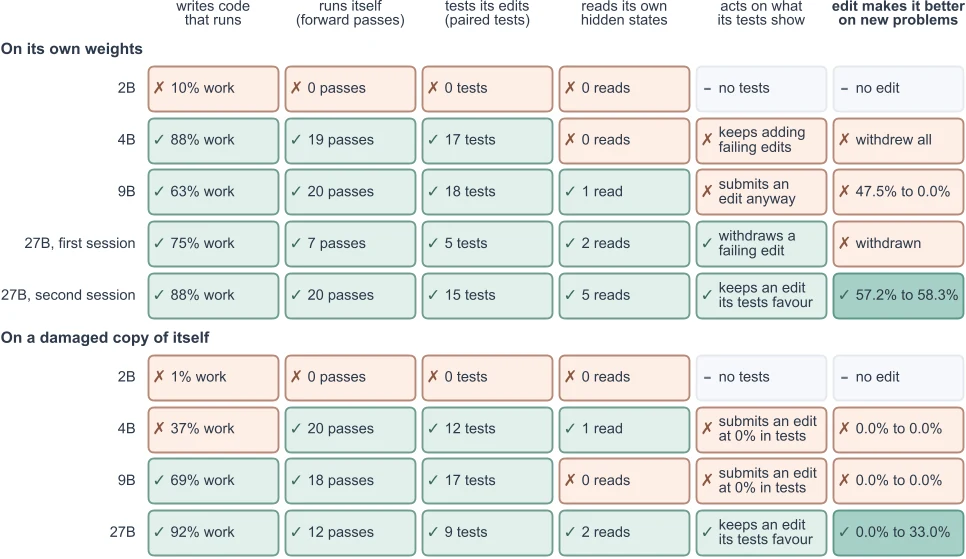 writes code
that runs
runs itself
(forward passes)
tests its edits
(paired tests)
reads its own
hidden states
acts on what
its tests show
edit makes it better
on new problems
On its own weights
2B
✗ 10% work
✗ 0 passes
✗ 0 tests
✗ 0 reads
– no tests
– no edit
4B
✓ 88% work
✓ 19 passes
✓ 17 tests
✗ 0 reads
✗ keeps adding
failing edits
✗ withdrew all
9B
✓ 63% work
✓ 20 passes
✓ 18 tests
✓ 1 read
✗ submits an
edit anyway
✗ 47.5% to 0.0%
27B, first session
✓ 75% work
✓ 7 passes
✓ 5 tests
✓ 2 reads
✓ withdraws a
failing edit
✗ withdrawn
27B, second session
✓ 88% work
✓ 20 passes
✓ 15 tests
✓ 5 reads
✓ keeps an edit
its tests favour
✓ 57.2% to 58.3%
On a damaged copy of itself
2B
✗ 1% work
✗ 0 passes
✗ 0 tests
✗ 0 reads
– no tests
– no edit
4B
✗ 37% work
✓ 20 passes
✓ 12 tests
✓ 1 read
✗ submits an edit
at 0% in tests
✗ 0.0% to 0.0%
9B
✓ 69% work
✓ 18 passes
✓ 17 tests
✗ 0 reads
✗ submits an edit
at 0% in tests
✗ 0.0% to 0.0%
27B
✓ 92% work
✓ 12 passes
✓ 9 tests
✓ 2 reads
✓ keeps an edit
its tests favour
✓ 0.0% to 33.0%